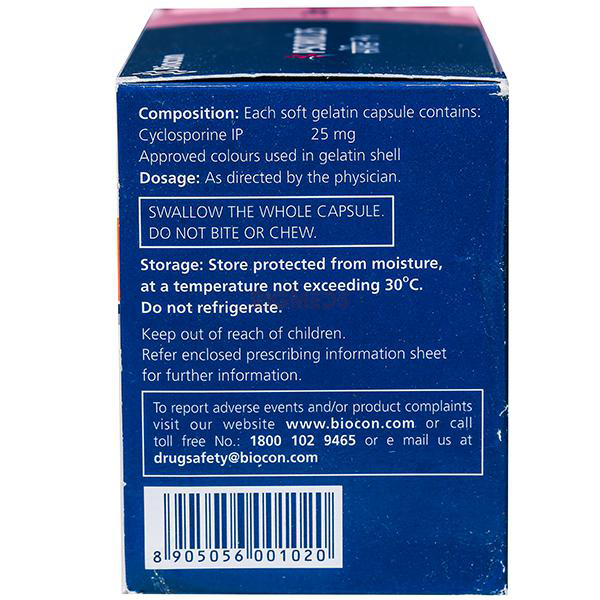 Biocon
Composition: Each soft gelatin capsule contains:
Cyclosporine IP 25 mg
Approved colours used in gelatin shell
Dosage: As directed by the physician.
SWALLOW THE WHOLE CAPSULE.
DO NOT BITE OR CHEW.
Storage: Store protected from moisture,
at a temperature not exceeding 30°C.
Do not refrigerate.
Keep out of reach of children.
Refer enclosed prescribing information sheet
for further information.
To report adverse events and/or product complaints
visit our website www.biocon.com or call
toll free No.: 1800 102 9465 or e mail us at
drugsafety@biocon.com
8 905056 001020